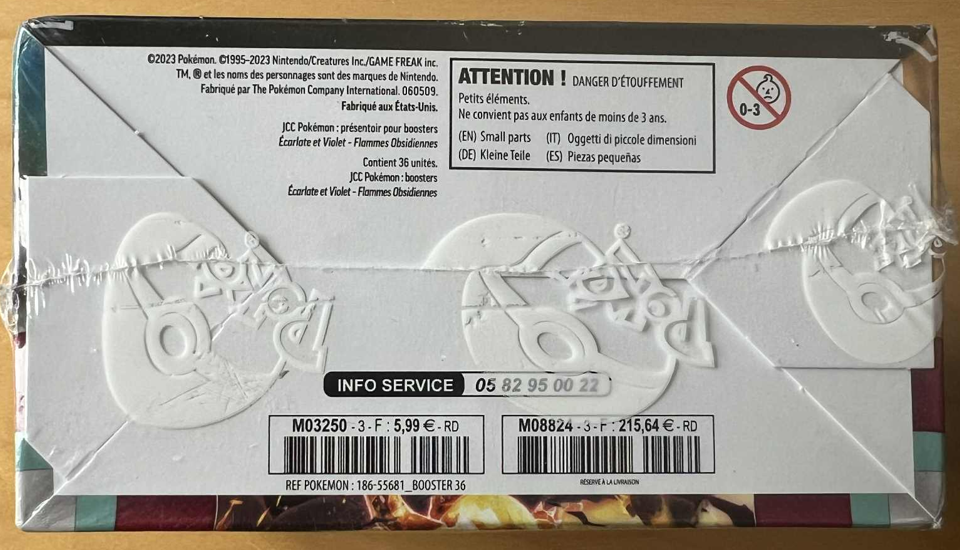 ©2023 Pokémon. ©1995–2023 Nintendo/Creatures Inc./GAME FREAK inc.
TM, ® et les noms des personnages sont des marques de Nintendo.
Fabriqué par The Pokémon Company International. 060509.
Fabriqué aux États-Unis.
JCC Pokémon : présentoir pour boosters
Écarlate et Violet - Flammes Obsidiennes
Contient 36 unités.
JCC Pokémon : boosters
Écarlate et Violet - Flammes Obsidiennes
ATTENTION ! DANGER D'ÉTOUFFEMENT
Petits éléments.
Ne convient pas aux enfants de moins de 3 ans.
(EN) Small parts (IT) Oggetti di piccole dimensioni
(DE) Kleine Teile (ES) Piezas pequeñas
0-3
Pokémon
Pokémon
INFO SERVICE 05 82 95 00 22
M03250 - 3 - F : 5,99 € - RD
M08824 - 3 - F : 215,64 € - RD
REF POKEMON : 186-55681_BOOSTER 36
RÉSERVÉ À LA LIVRAISON